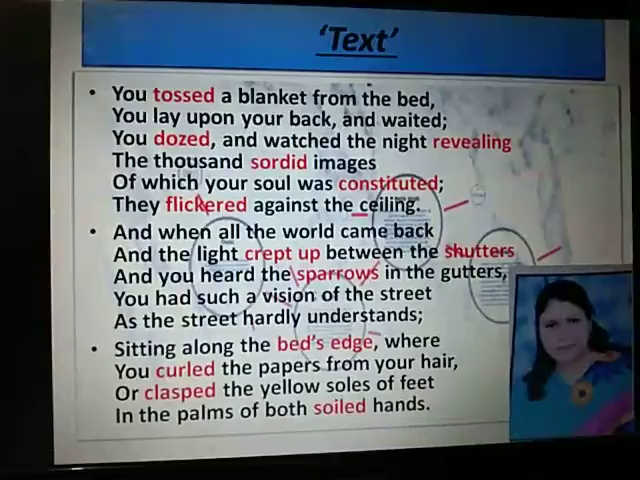 ‘Text’
• You tossed a blanket from the bed,
You lay upon your back, and waited;
You dozed, and watched the night revealing
The thousand sordid images
Of which your soul was constituted;
They flickered against the ceiling.
• And when all the world came back
And the light crept up between the shutters
And you heard the sparrows in the gutters,
You had such a vision of the street
As the street hardly understands;
• Sitting along the bed’s edge, where
You curled the papers from your hair,
Or clasped the yellow soles of feet
In the palms of both soiled hands.